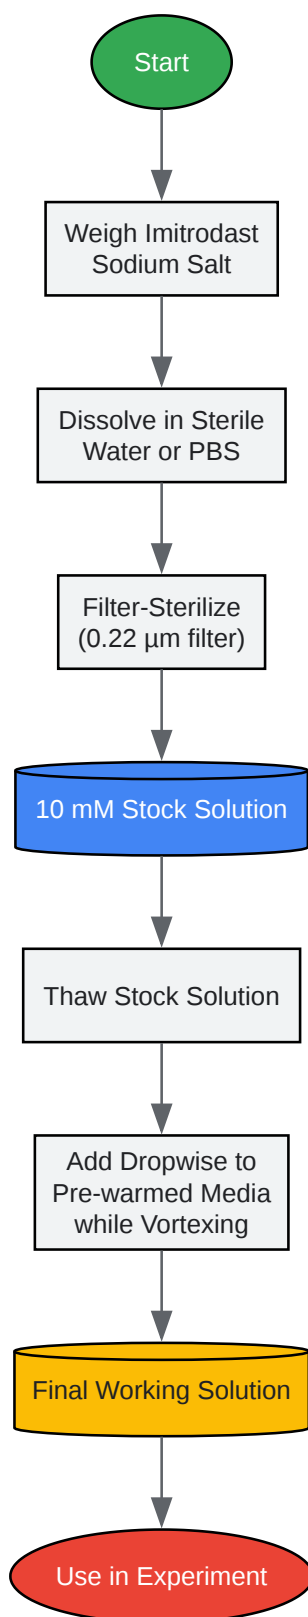 Start
Weigh Imitrodast
Sodium Salt
Dissolve in Sterile
Water or PBS
Filter-Sterilize
(0.22 µm filter)
10 mM Stock Solution
Thaw Stock Solution
Add Dropwise to
Pre-warmed Media
while Vortexing
Final Working Solution
Use in Experiment